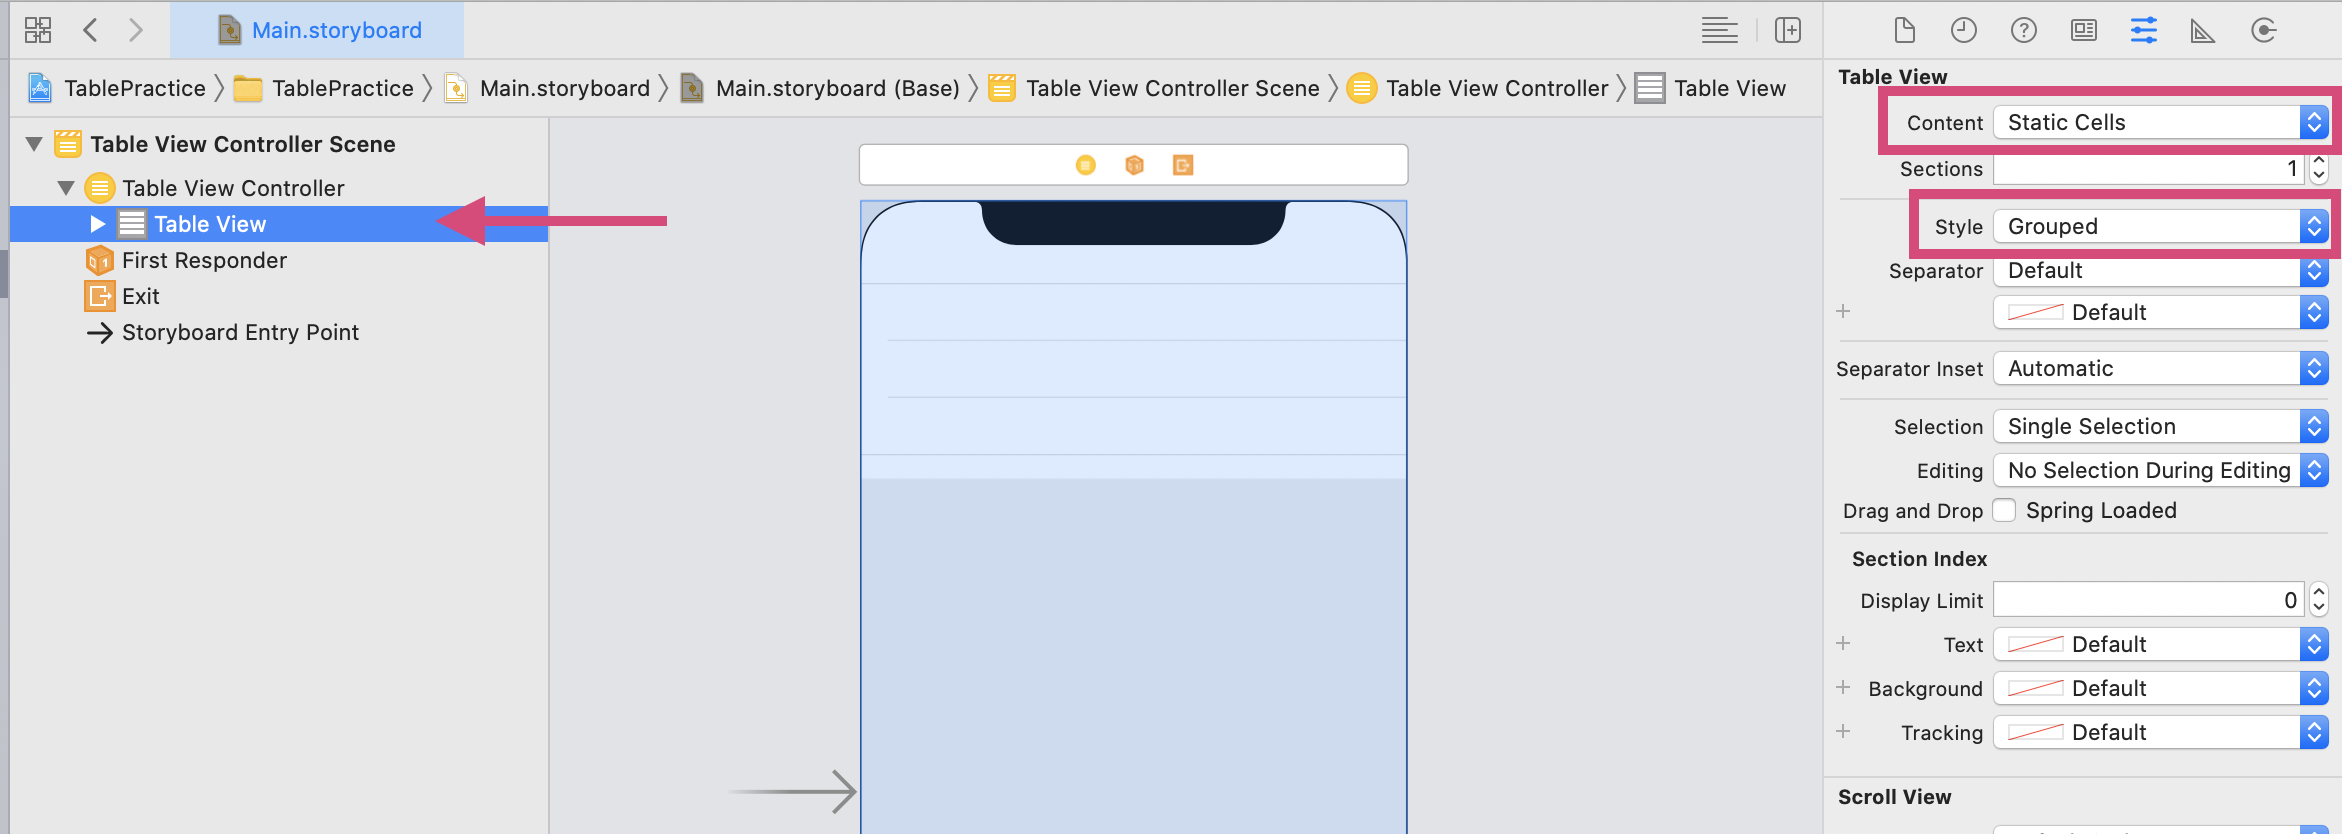 Main.storyboard
TablePractice
TablePractice
Main.storyboard
Main.storyboard (Base)
Table View Controller Scene
Table View Controller
Table View
Table View Controller Scene
Table View Controller
Table View
First Responder
Exit
Storyboard Entry Point
Table View
Content Static Cells
Sections 1
Style Grouped
Separator Default
Default
Separator Inset Automatic
Selection Single Selection
Editing No Selection During Editing
Drag and Drop Spring Loaded
Section Index
Display Limit 0
Text Default
Background Default
Tracking Default
Scroll View